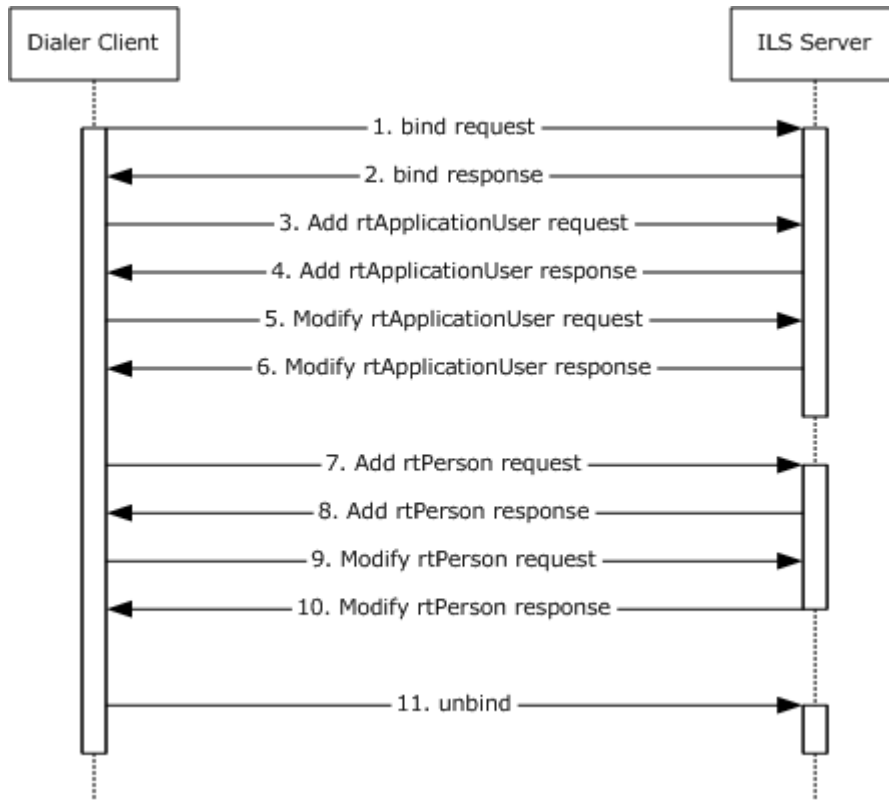 Dialer Client
ILS Server
1. bind request
2. bind response
3. Add rtApplicationUser request
4. Add rtApplicationUser response
5. Modify rtApplicationUser request
6. Modify rtApplicationUser response
7. Add rtPerson request
8. Add rtPerson response
9. Modify rtPerson request
10. Modify rtPerson response
11. unbind